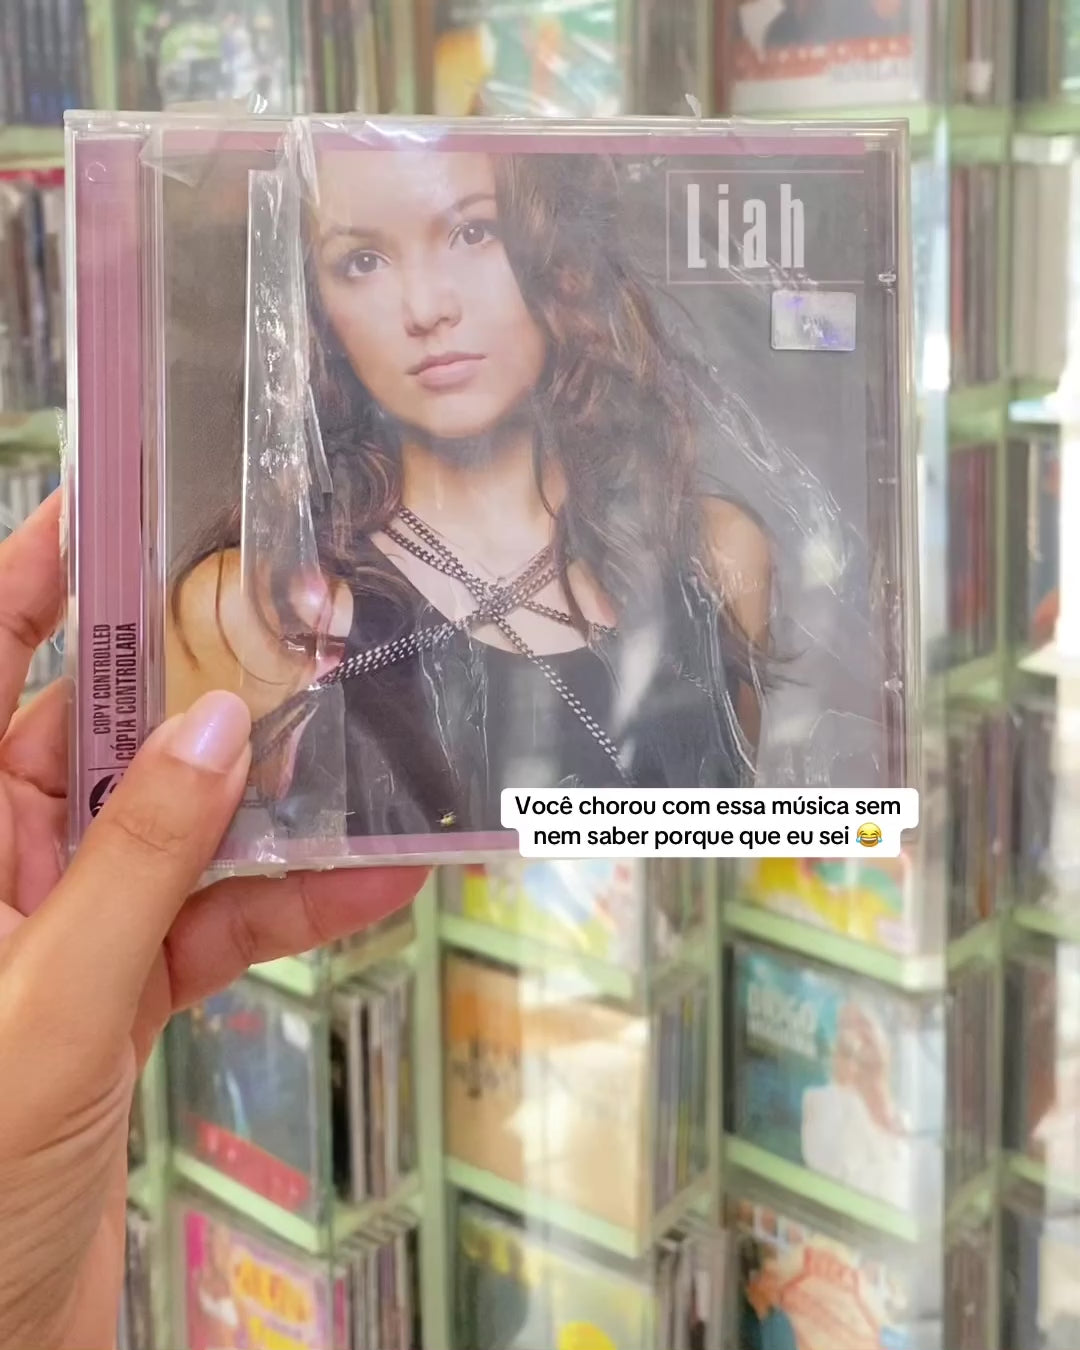 Liah
COPY CONTROLLED
CÓPIA CONTROLADA
Você chorou com essa música sem
nem saber porque que eu sei 😂